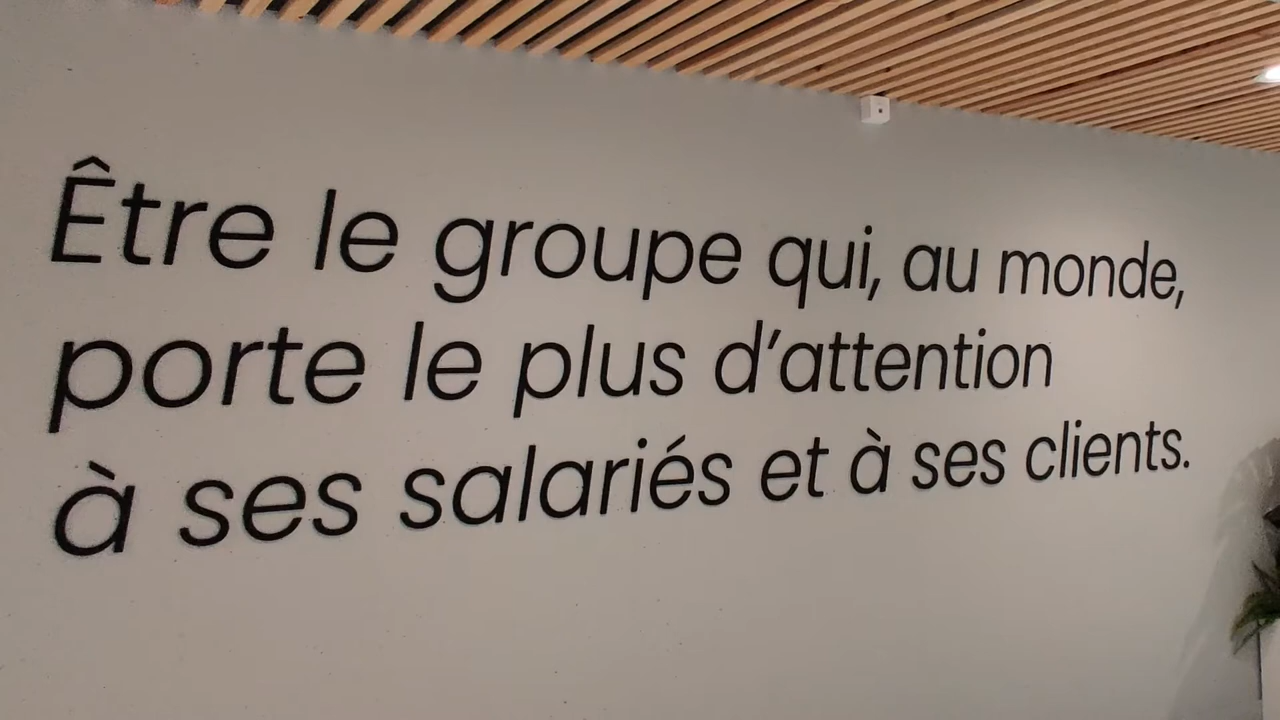 Être le groupe qui, au monde,
porte le plus d’attention
à ses salariés et à ses clients.